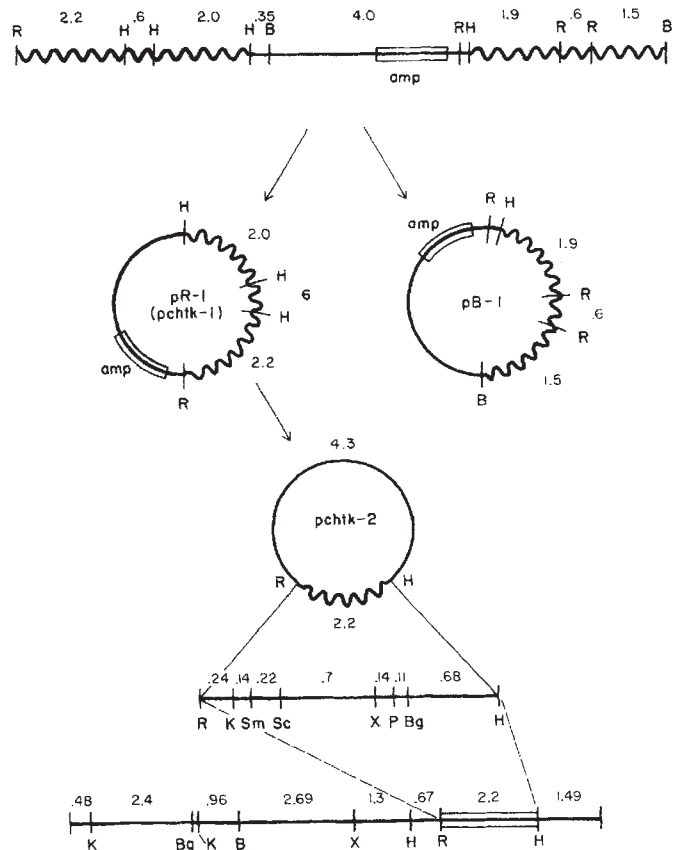 2.2 .6 2.0 .35 4.0 1.9 .6 1.5
R H H H B R H R R B
amp
H
2.0
H
pR-1
(pchtk-1)
6
H
amp
2.2
R
R H
amp
1.9
pB-1
R
.6
R
1.5
B
4.3
pchtk-2
R H
2.2
.24 .14 .22 .7 .14 .11 .68
R K Sm Sc X P Bg H
.48 2.4 .96 2.69 1.3 .67 2.2 1.49
K Bg K B X H R H